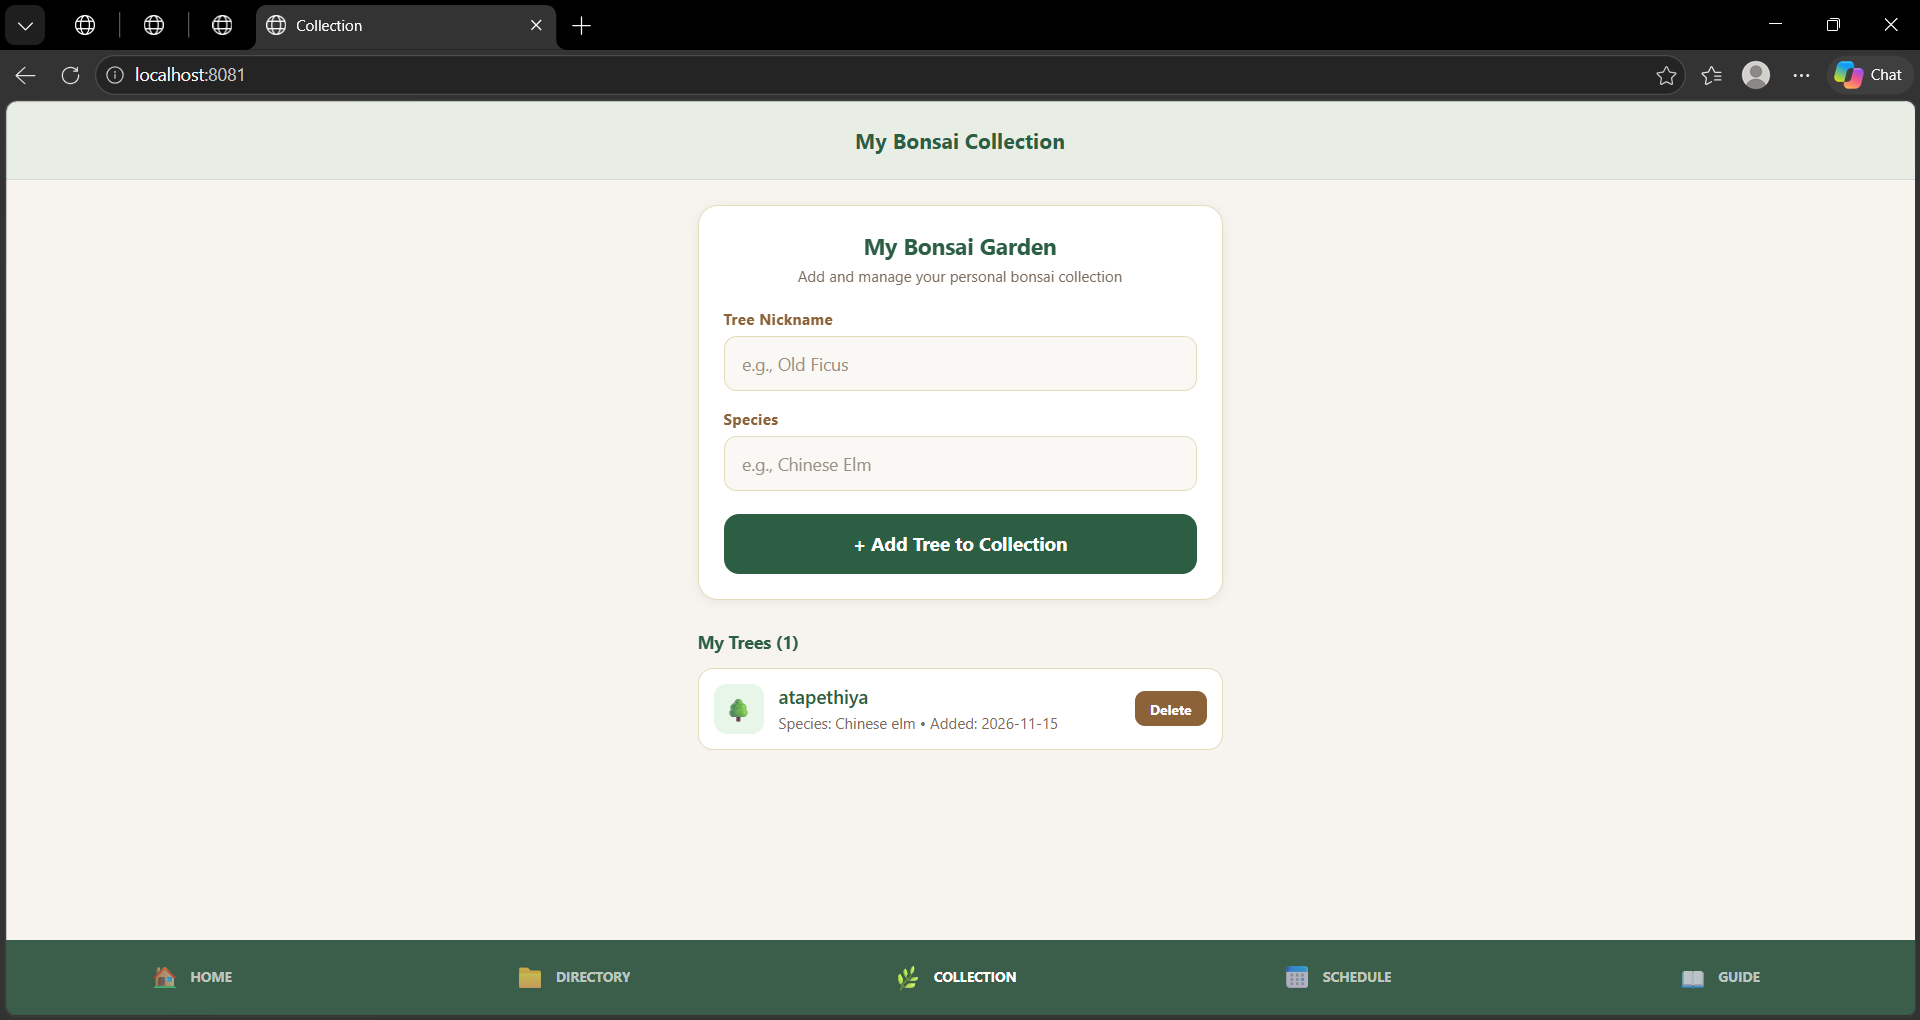 Collection
localhost:8081
Chat
My Bonsai Collection
My Bonsai Garden
Add and manage your personal bonsai collection
Tree Nickname
e.g., Old Ficus
Species
e.g., Chinese Elm
+ Add Tree to Collection
My Trees (1)
atapethiya
Species: Chinese elm • Added: 2026-11-15
Delete
HOME
DIRECTORY
COLLECTION
SCHEDULE
GUIDE